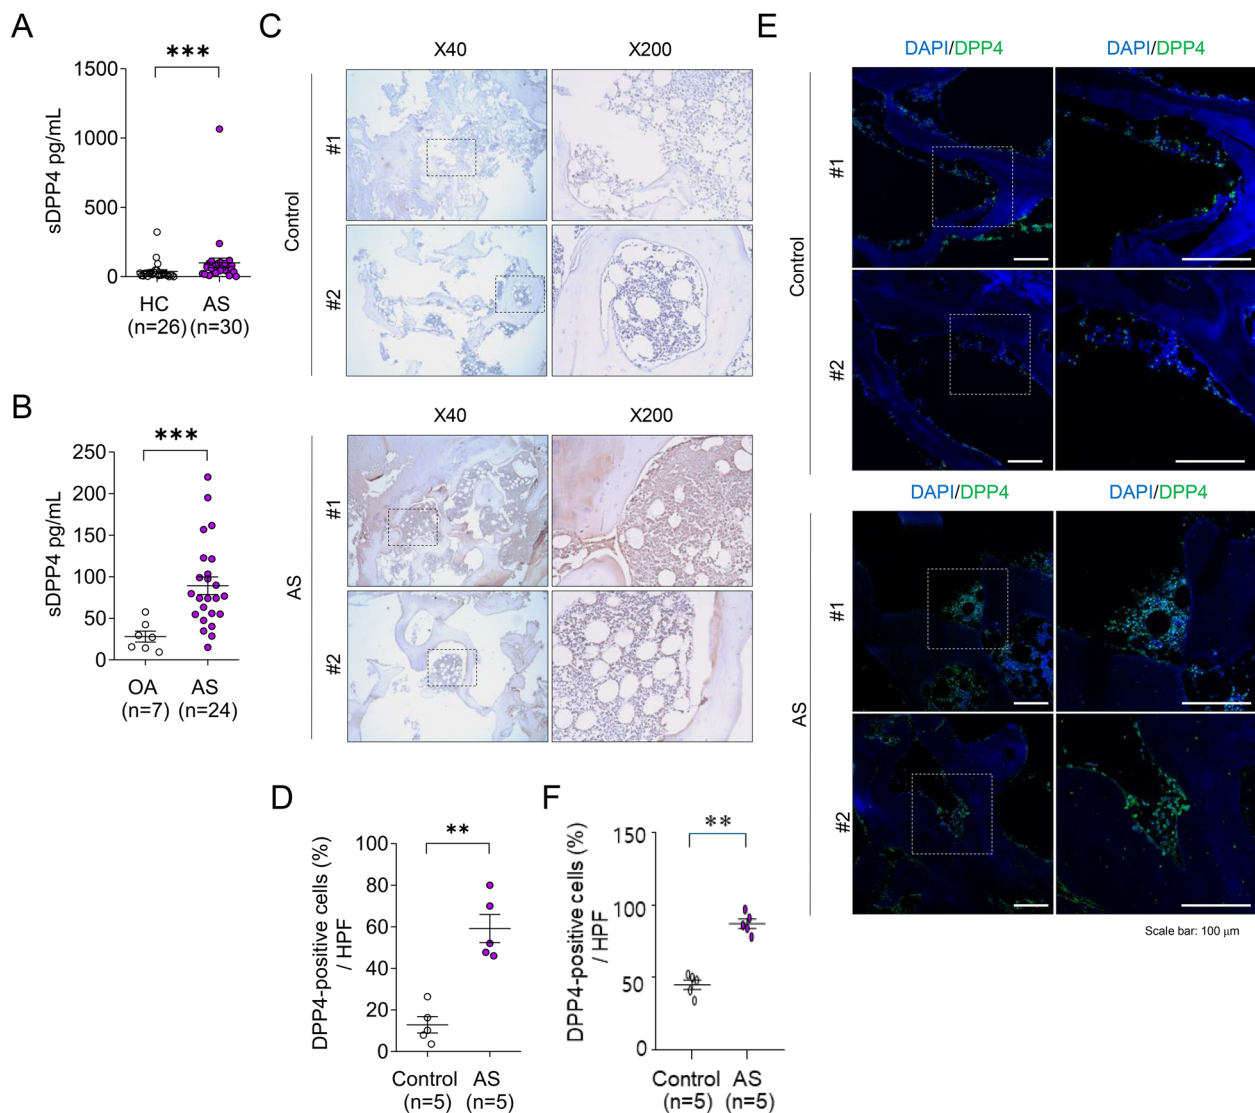 A
***
1500
1000
500
0
sDPP4 pg/mL
HC
AS
(n=26)
(n=30)
B
***
250
200
150
100
50
0
sDPP4 pg/mL
OA
AS
(n=7)
(n=24)
C
X40
X200
Control
#1
#2
X40
X200
AS
#1
#2
D
**
100
80
60
40
20
0
DPP4-positive cells (%)
/ HPF
Control
AS
(n=5)
(n=5)
F
**
150
100
50
0
DPP4-positive cells (%)
/ HPF
Control
AS
(n=5)
(n=5)
E
DAPI/DPP4
DAPI/DPP4
Control
#1
#2
DAPI/DPP4
DAPI/DPP4
AS
#1
#2
Scale bar: 100 μm